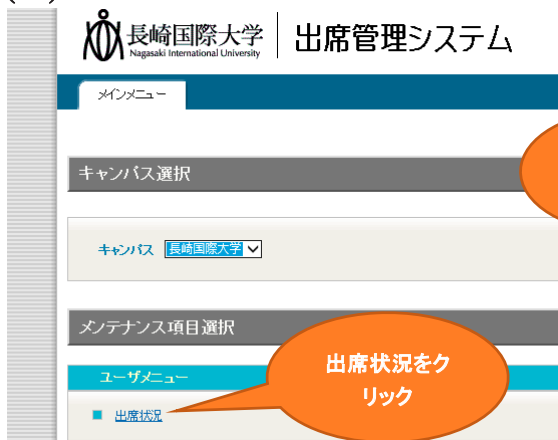 長崎国際大学 出席管理システム
Nagasaki International University
メインメニュー
キャンパス選択
キャンパス 長崎国際大学
メンテナンス項目選択
出席状況をク
リック
ユーザメニュー
出席状況